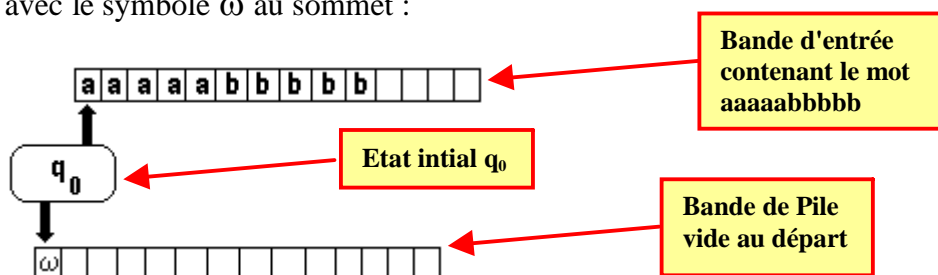 avec le symbole ω au sommet :
Bande d'entrée
contenant le mot
aaaaabbbbb
a a a a a b b b b b
Etat intial q₀
q₀
Bande de Pile
vide au départ
ω